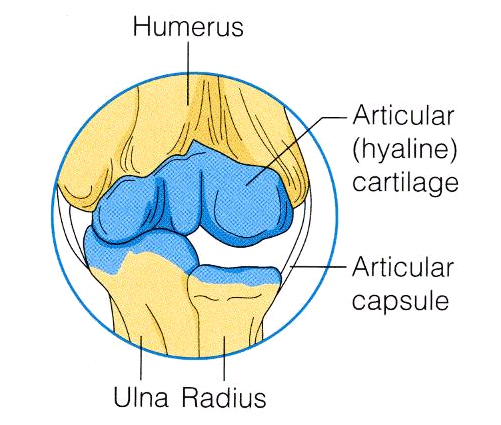 Humerus
Articular
(hyaline)
cartilage
Articular
capsule
Ulna Radius